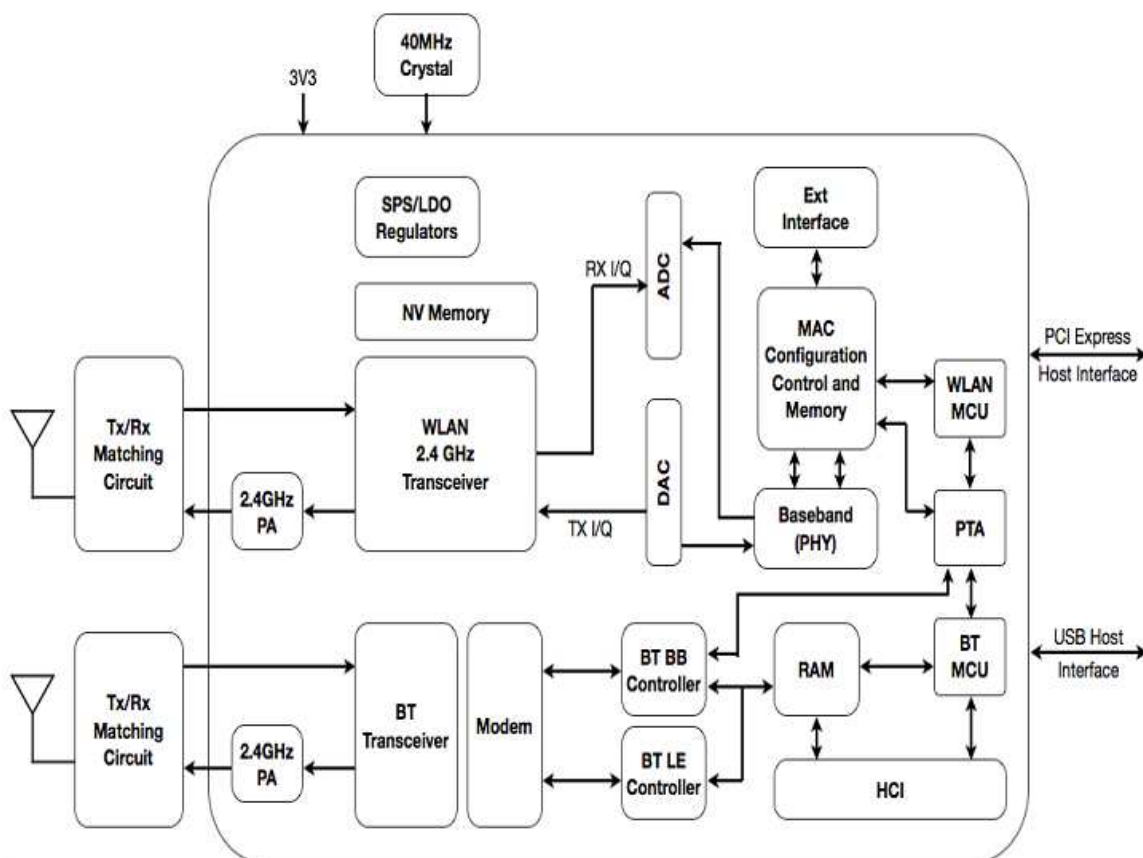 40MHz
Crystal
3V3
SPS/LDO
Regulators
Ext
Interface
RX I/Q
ADC
NV Memory
MAC
Configuration
Control and
Memory
PCI Express
Host Interface
WLAN
MCU
Tx/Rx
Matching
Circuit
WLAN
2.4 GHz
Transceiver
2.4GHz
PA
TX I/Q
DAC
Baseband
(PHY)
PTA
Tx/Rx
Matching
Circuit
2.4GHz
PA
BT
Transceiver
Modem
BT BB
Controller
BT LE
Controller
RAM
BT
MCU
USB Host
Interface
HCI